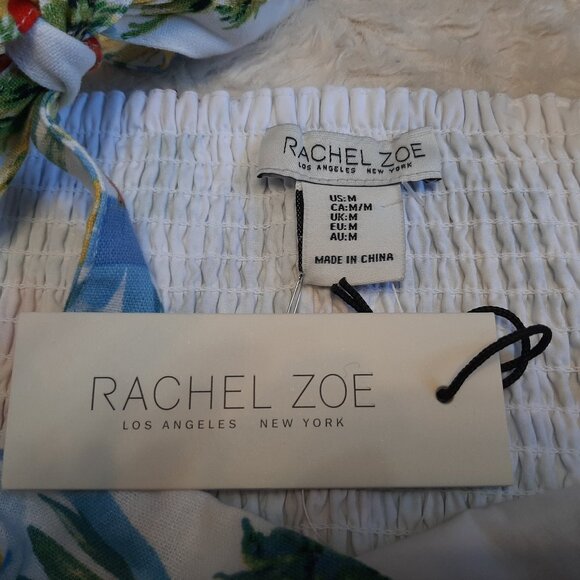 RACHEL ZOE
LOS ANGELES NEW YORK
US:M
CA:M/M
UK:M
EU:M
AU:M
MADE IN CHINA
RACHEL ZOE
LOS ANGELES NEW YORK